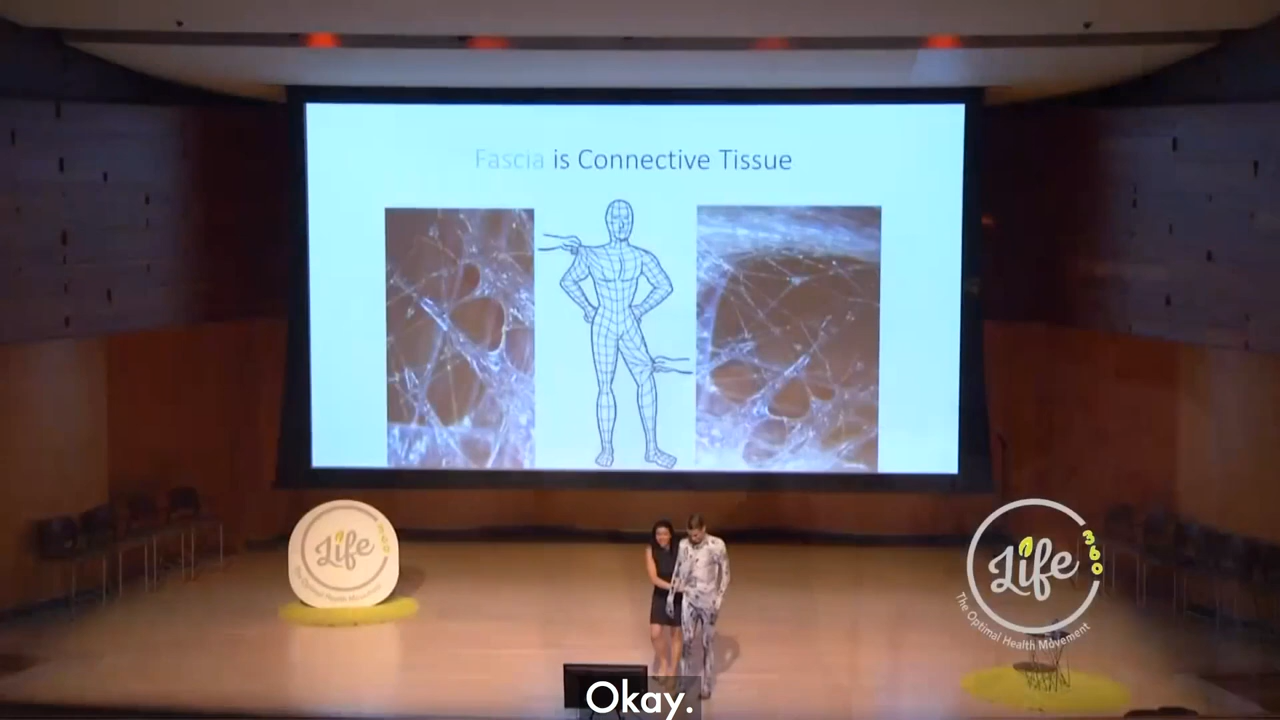 Fascia is Connective Tissue
Life
360
The Optimal Health Movement
Life
360
The Optimal Health Movement
Okay.